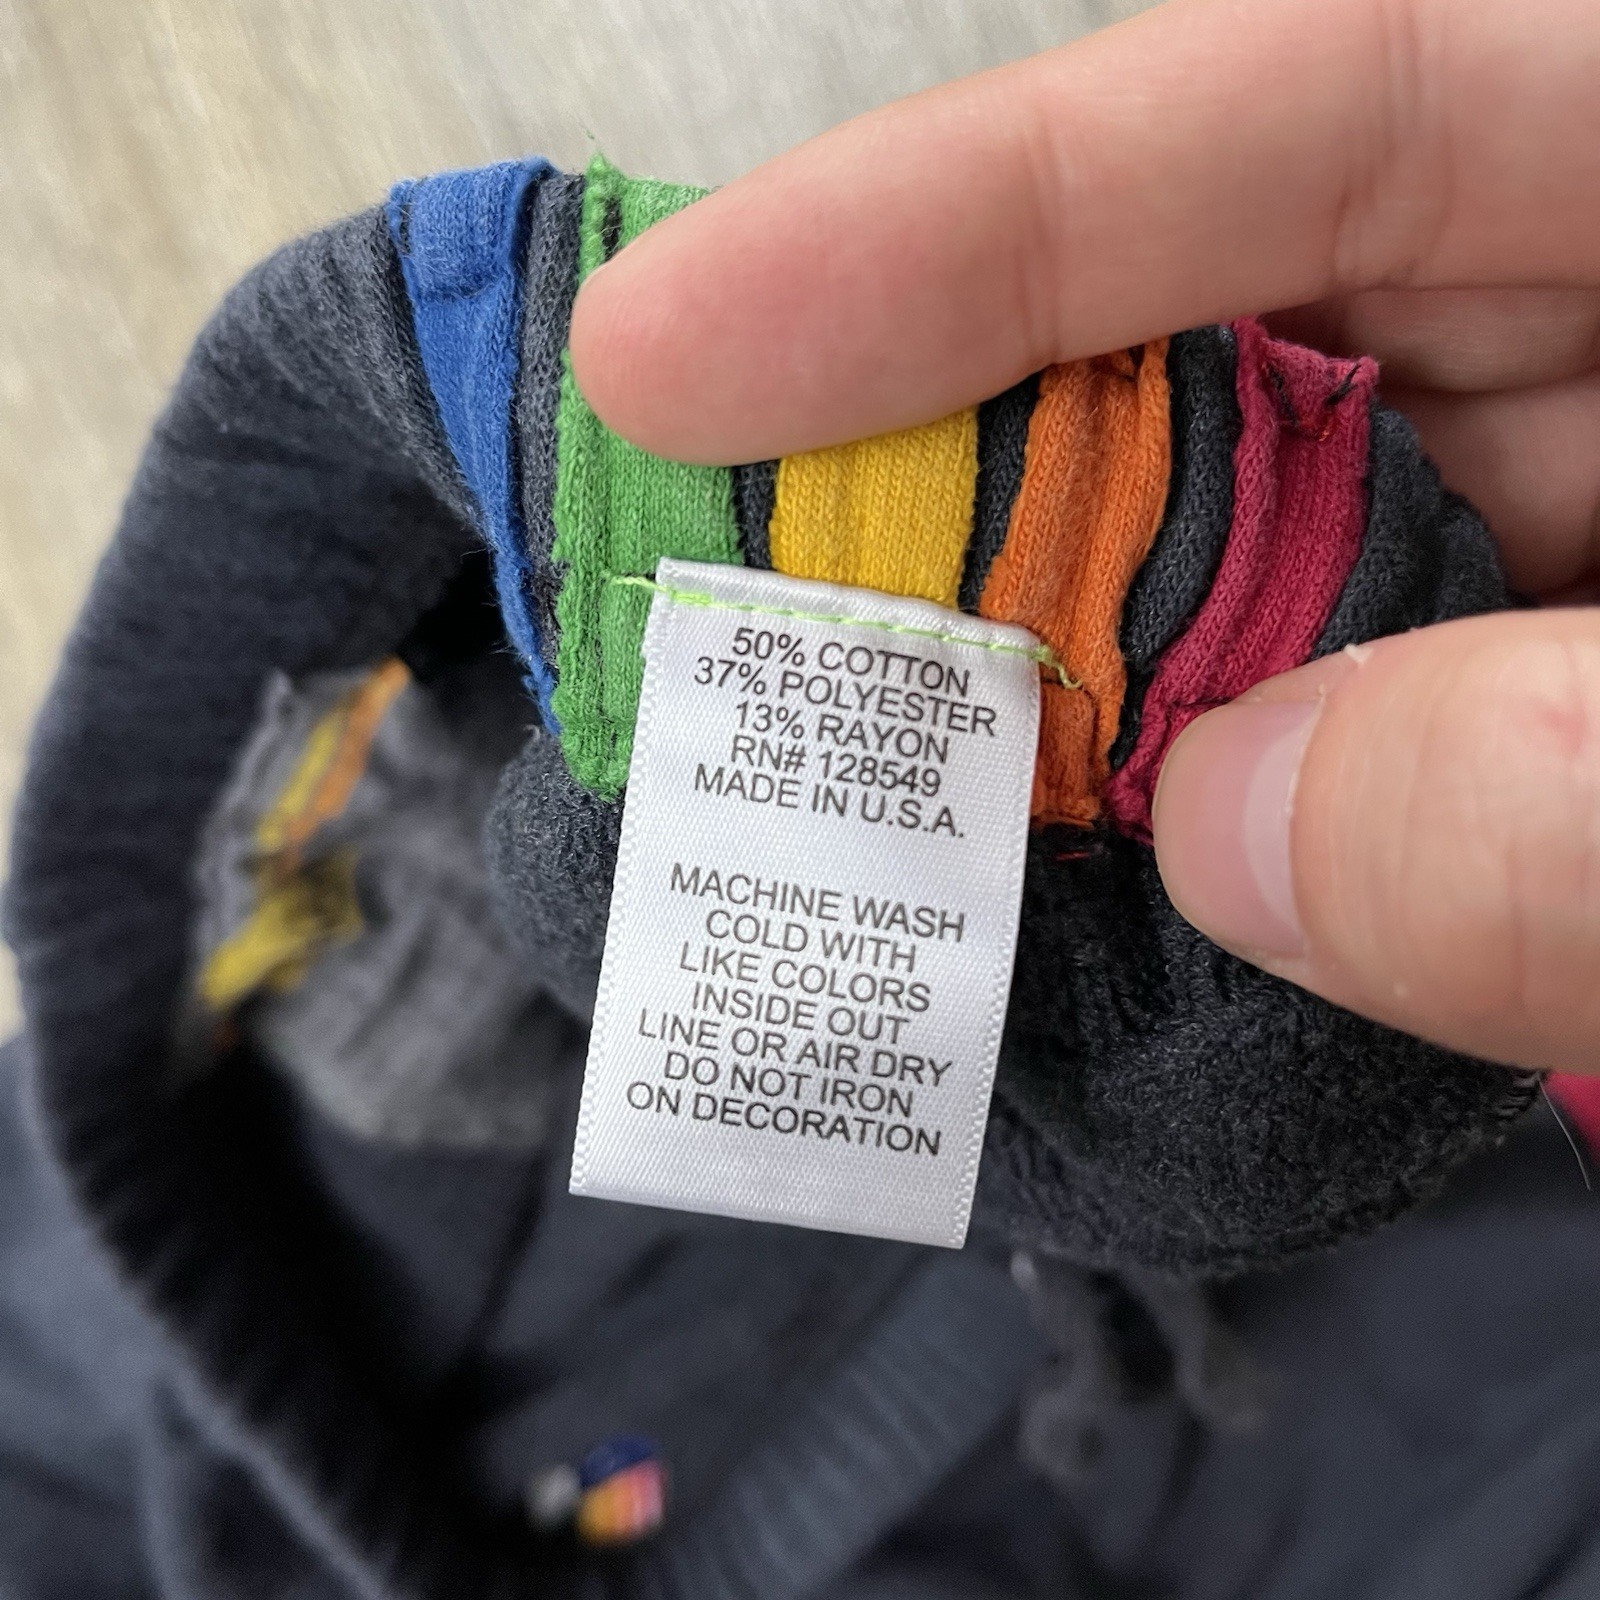 50% COTTON
37% POLYESTER
13% RAYON
RN# 128549
MADE IN U.S.A.
MACHINE WASH
COLD WITH
LIKE COLORS
INSIDE OUT
LINE OR AIR DRY
DO NOT IRON
ON DECORATION